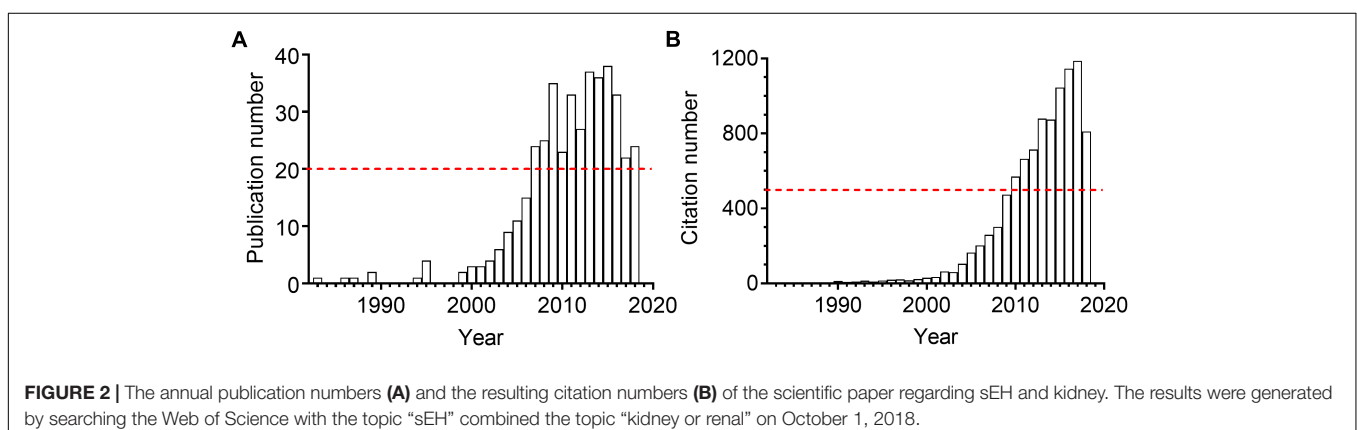 A
B
40
30
20
10
0
Publication number
1990
2000
2010
2020
Year
1200
800
400
0
Citation number
1990
2000
2010
2020
Year
FIGURE 2 | The annual publication numbers (A) and the resulting citation numbers (B) of the scientific paper regarding sEH and kidney. The results were generated
by searching the Web of Science with the topic “sEH” combined the topic “kidney or renal” on October 1, 2018.